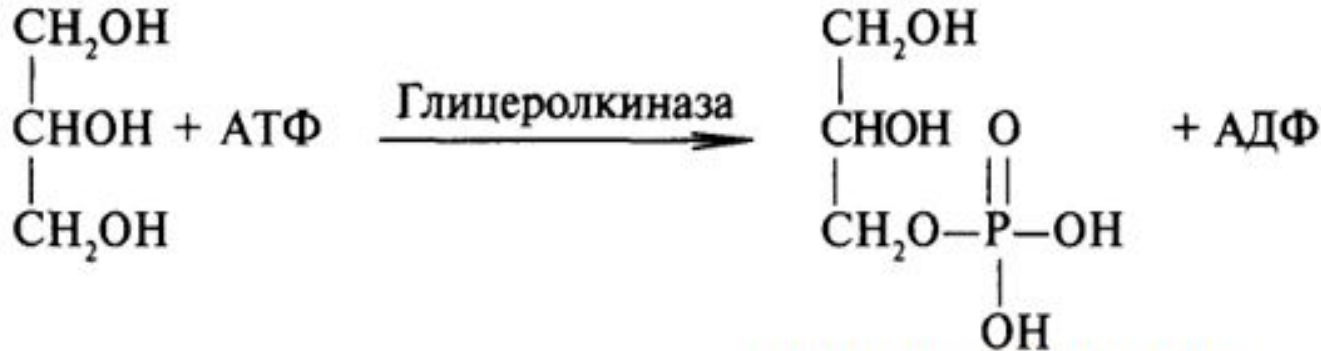 CH₂OH CH₂OH
Глицеролкиназа
CHOH + АТФ CHOH O + АДФ
CH₂OH CH₂O—P—OH
OH